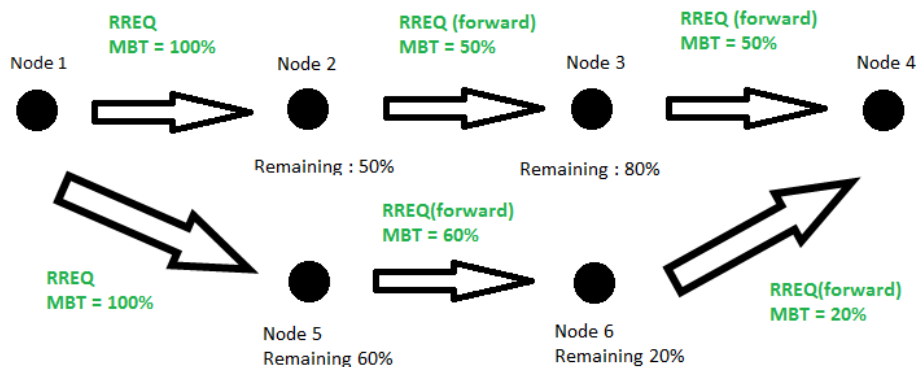 RREQ
MBT = 100%
RREQ (forward)
MBT = 50%
RREQ (forward)
MBT = 50%
Node 1
Node 2
Node 3
Node 4
Remaining : 50%
Remaining : 80%
RREQ(forward)
MBT = 60%
RREQ
MBT = 100%
RREQ(forward)
MBT = 20%
Node 5
Remaining 60%
Node 6
Remaining 20%